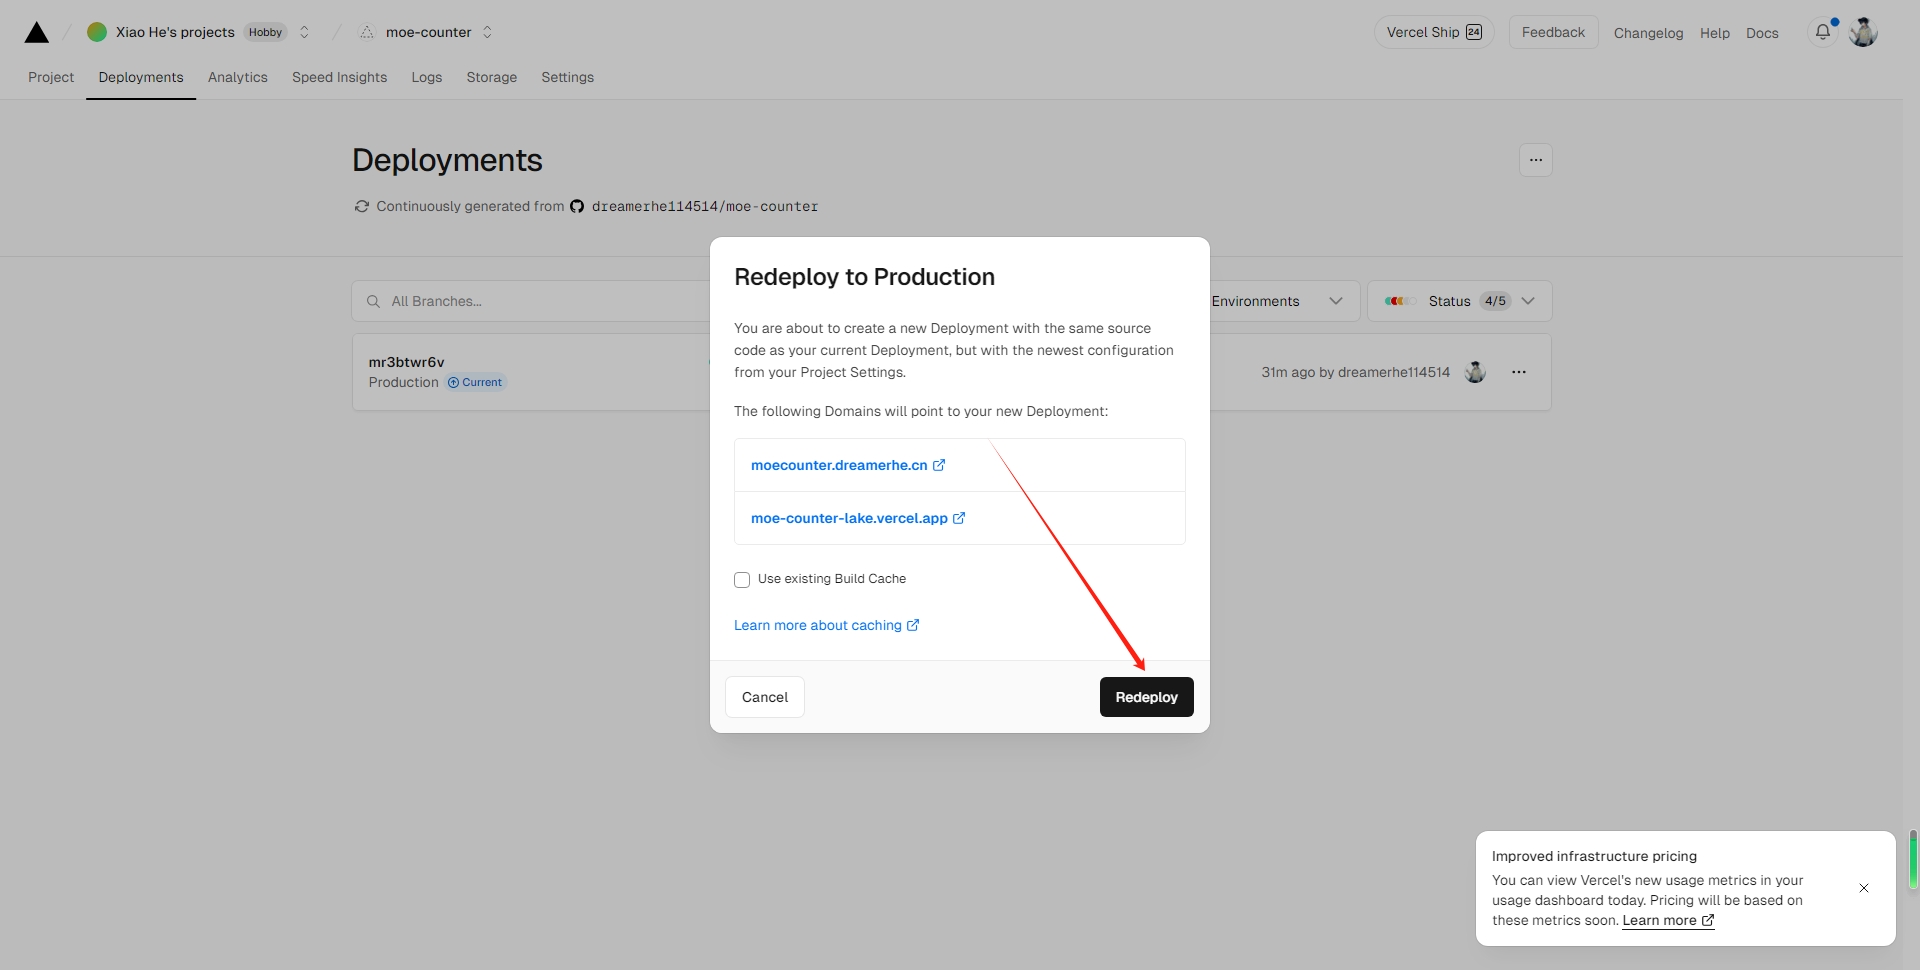 Xiao He's projects Hobby moe-counter Vercel Ship 24 Feedback Changelog Help Docs
Project Deployments Analytics Speed Insights Logs Storage Settings
Deployments
Continuously generated from dreamerhe114514/moe-counter
All Branches...
Environments
Status 4/5
mr3btwr6v
Production Current
31m ago by dreamerhe114514
Redeploy to Production
You are about to create a new Deployment with the same source
code as your current Deployment, but with the newest configuration
from your Project Settings.
The following Domains will point to your new Deployment:
moecounter.dreamerhe.cn
moe-counter-lake.vercel.app
Use existing Build Cache
Learn more about caching
Cancel
Redeploy
Improved infrastructure pricing
You can view Vercel's new usage metrics in your
usage dashboard today. Pricing will be based on
these metrics soon. Learn more